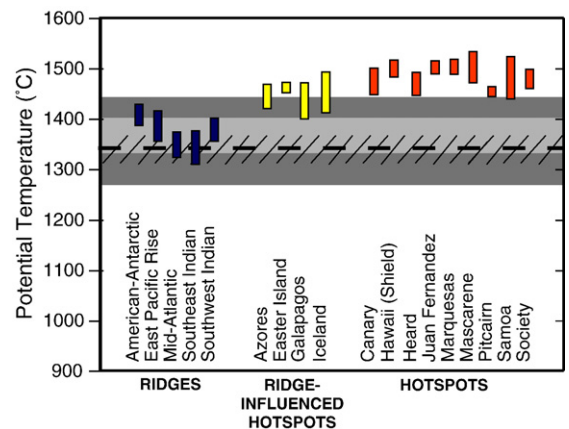 Potential Temperature (˚C)
1600
1500
1400
1300
1200
1100
1000
900
American-Antarctic
East Pacific Rise
Mid-Atlantic
Southeast Indian
Southwest Indian
Azores
Easter Island
Galapagos
Iceland
Canary
Hawaii (Shield)
Heard
Juan Fernandez
Marquesas
Mascarene
Pitcairn
Samoa
Society
RIDGES
RIDGE-
INFLUENCED
HOTSPOTS
HOTSPOTS